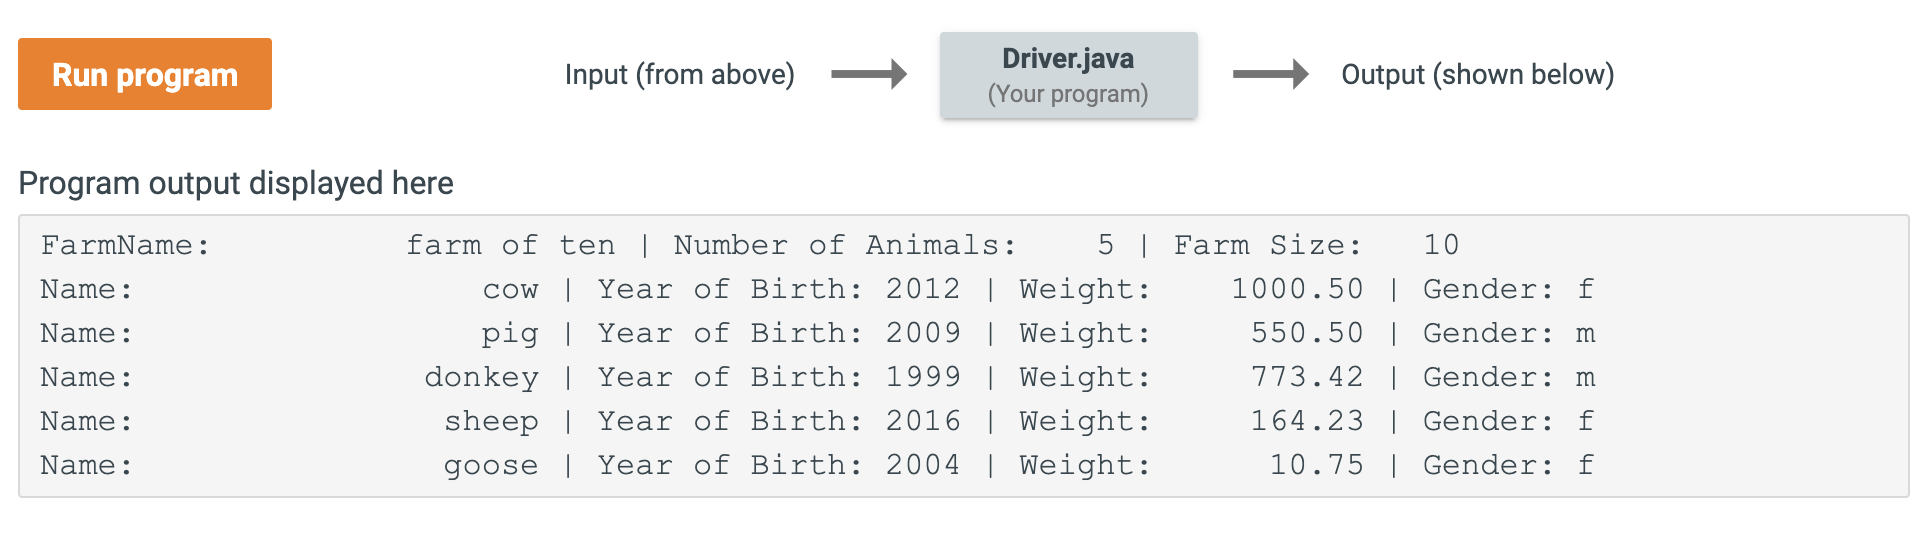 Run program Input (from above) Driver.java Output (shown below)
(Your program)
Program output displayed here
FarmName:          farm of ten | Number of Animals:    5 | Farm Size:   10
Name:                  cow | Year of Birth: 2012 | Weight:    1000.50 | Gender: f
Name:                  pig | Year of Birth: 2009 | Weight:     550.50 | Gender: m
Name:               donkey | Year of Birth: 1999 | Weight:     773.42 | Gender: m
Name:                sheep | Year of Birth: 2016 | Weight:     164.23 | Gender: f
Name:                goose | Year of Birth: 2004 | Weight:      10.75 | Gender: f